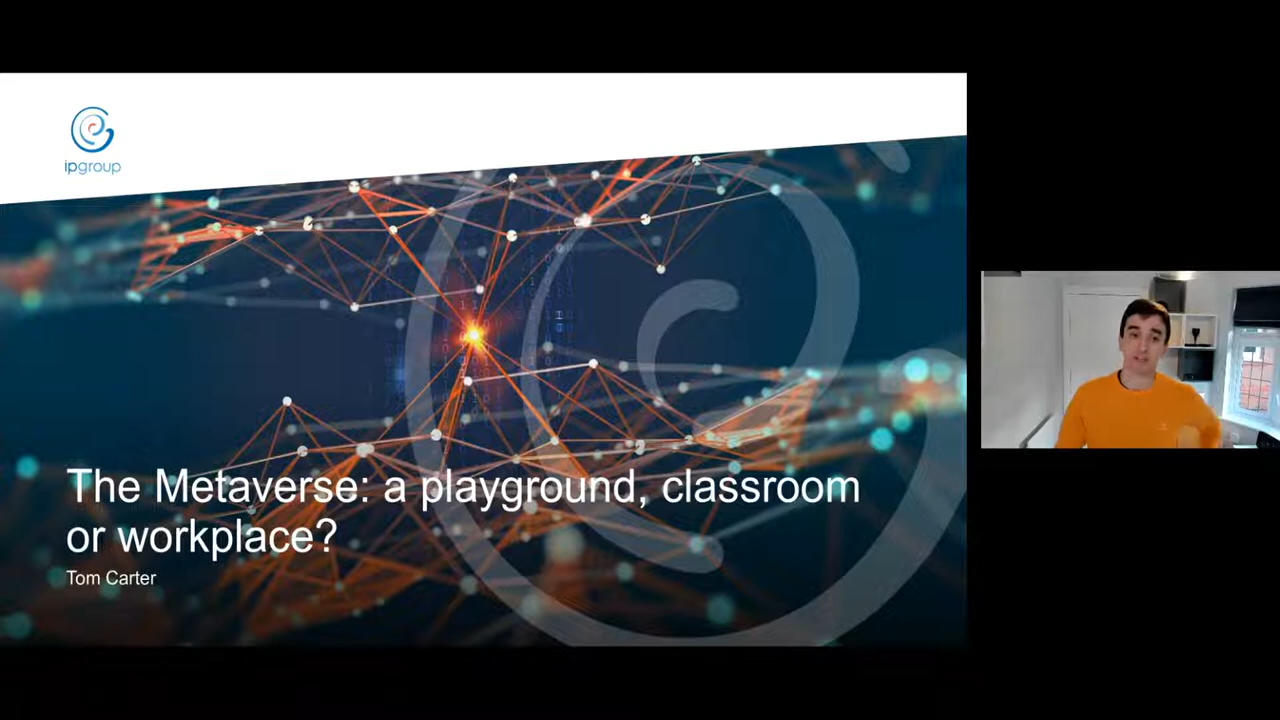 ipgroup
The Metaverse: a playground, classroom
or workplace?
Tom Carter